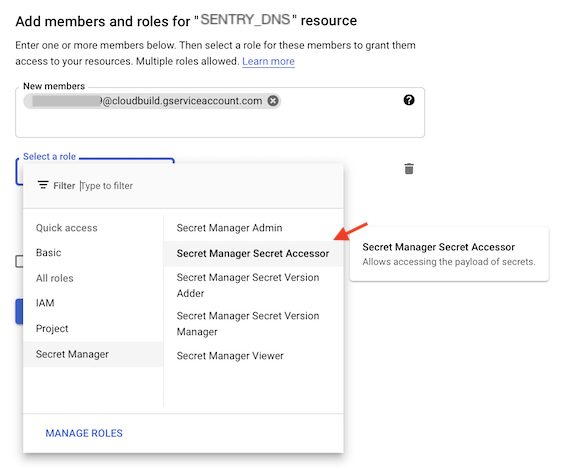 Add members and roles for "SENTRY_DNS" resource
Enter one or more members below. Then select a role for these members to grant them
access to your resources. Multiple roles allowed. Learn more
New members
@cloudbuild.gserviceaccount.com
Select a role
Filter Type to filter
Quick access
Basic
All roles
IAM
Project
Secret Manager
Secret Manager Admin
Secret Manager Secret Accessor
Secret Manager Secret Version
Adder
Secret Manager Secret Version
Manager
Secret Manager Viewer
Secret Manager Secret Accessor
Allows accessing the payload of secrets.
MANAGE ROLES